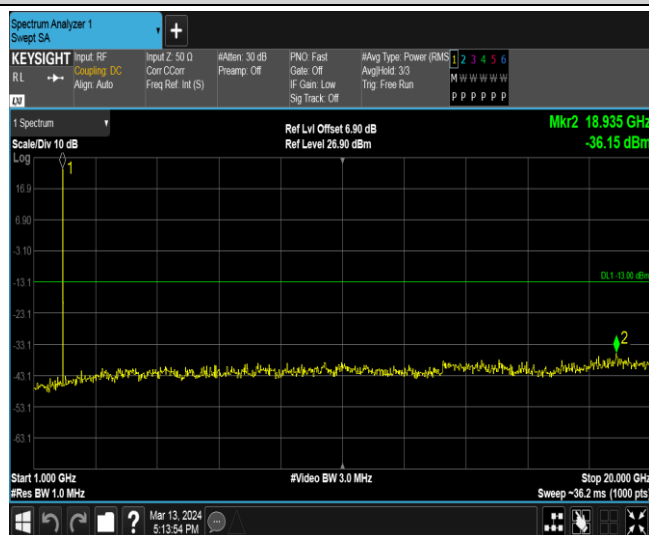 Spectrum Analyzer 1
Swept SA
+
KEYSIGHT
RL
LXI
Input: RF
Coupling: DC
Align: Auto
Input Z: 50 Ω
Corr CCorr
Freq Ref: Int (S)
#Atten: 30 dB
Preamp: Off
PNO: Fast
Gate: Off
IF Gain: Low
Sig Track: Off
#Avg Type: Power (RMS
Avg|Hold: 3/3
Trig: Free Run
1 2 3 4 5 6
M W W W W W
P P P P P P
1 Spectrum
Scale/Div 10 dB
Ref Lvl Offset 6.90 dB
Ref Level 26.90 dBm
Mkr2 18.935 GHz
-36.15 dBm
Log
1
16.9
6.90
-3.10
-13.1
DL1 -13.00 dBm
-23.1
-33.1
2
-43.1
-53.1
-63.1
Start 1.000 GHz
#Video BW 3.0 MHz
Stop 20.000 GHz
#Res BW 1.0 MHz
Sweep ~36.2 ms (1000 pts)
?
Mar 13, 2024
5:13:54 PM